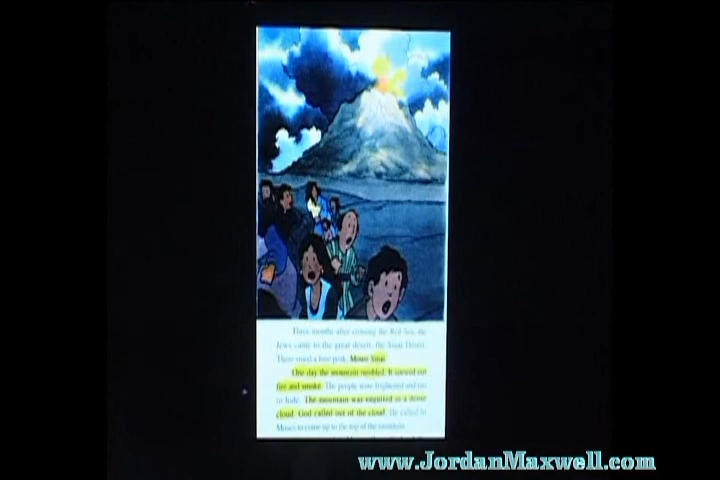 Three months after crossing the Red Sea, the
Jews came to the great desert, the Sinai Desert.
There stood a lone peak, Mount Sinai.
One day the mountain rumbled. It spewed out
fire and smoke. The people were frightened and ran
to hide. The mountain was engulfed in a dense
cloud. God called out of the cloud. He called to
Moses to come up to the top of the mountain.
www.JordanMaxwell.com